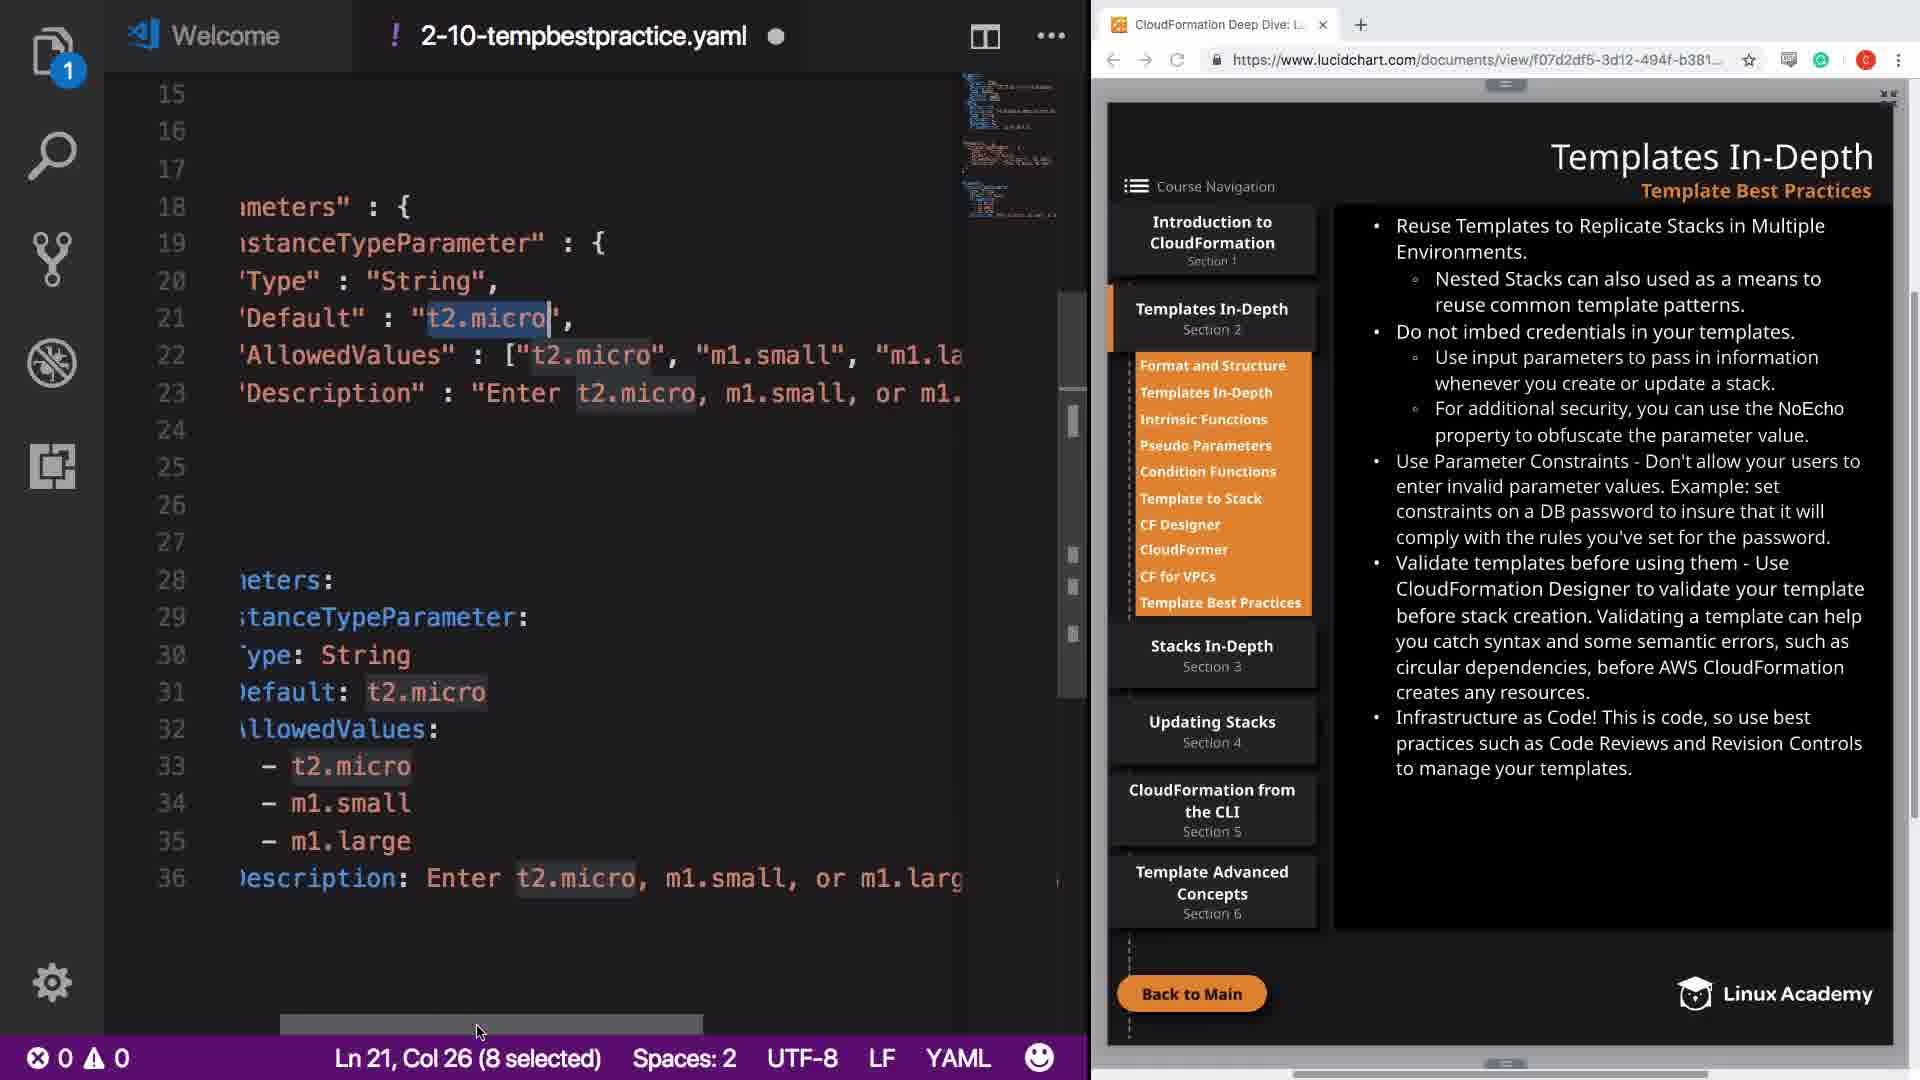 Welcome
! 2-10-tempbestpractice.yaml
1
15
16
17
18 ameters" : {
19 nstanceTypeParameter" : {
20 "Type" : "String",
21 "Default" : "t2.micro",
22 "AllowedValues" : ["t2.micro", "m1.small", "m1.la
23 "Description" : "Enter t2.micro, m1.small, or m1.
24
25
26
27
28 meters:
29 stanceTypeParameter:
30 Type: String
31 Default: t2.micro
32 AllowedValues:
33 - t2.micro
34 - m1.small
35 - m1.large
36 Description: Enter t2.micro, m1.small, or m1.larg
0 0
Ln 21, Col 26 (8 selected)
Spaces: 2
UTF-8
LF
YAML
CloudFormation Deep Dive: L
https://www.lucidchart.com/documents/view/f07d2df5-3d12-494f-b381...
C
Templates In-Depth
Template Best Practices
Course Navigation
Introduction to
CloudFormation
Section 1
Templates In-Depth
Section 2
Format and Structure
Templates In-Depth
Intrinsic Functions
Pseudo Parameters
Condition Functions
Template to Stack
CF Designer
CloudFormer
CF for VPCs
Template Best Practices
Stacks In-Depth
Section 3
Updating Stacks
Section 4
CloudFormation from
the CLI
Section 5
Template Advanced
Concepts
Section 6
Back to Main
• Reuse Templates to Replicate Stacks in Multiple
Environments.
◦ Nested Stacks can also used as a means to
reuse common template patterns.
• Do not imbed credentials in your templates.
◦ Use input parameters to pass in information
whenever you create or update a stack.
◦ For additional security, you can use the NoEcho
property to obfuscate the parameter value.
• Use Parameter Constraints - Don't allow your users to
enter invalid parameter values. Example: set
constraints on a DB password to insure that it will
comply with the rules you've set for the password.
• Validate templates before using them - Use
CloudFormation Designer to validate your template
before stack creation. Validating a template can help
you catch syntax and some semantic errors, such as
circular dependencies, before AWS CloudFormation
creates any resources.
• Infrastructure as Code! This is code, so use best
practices such as Code Reviews and Revision Controls
to manage your templates.
Linux Academy